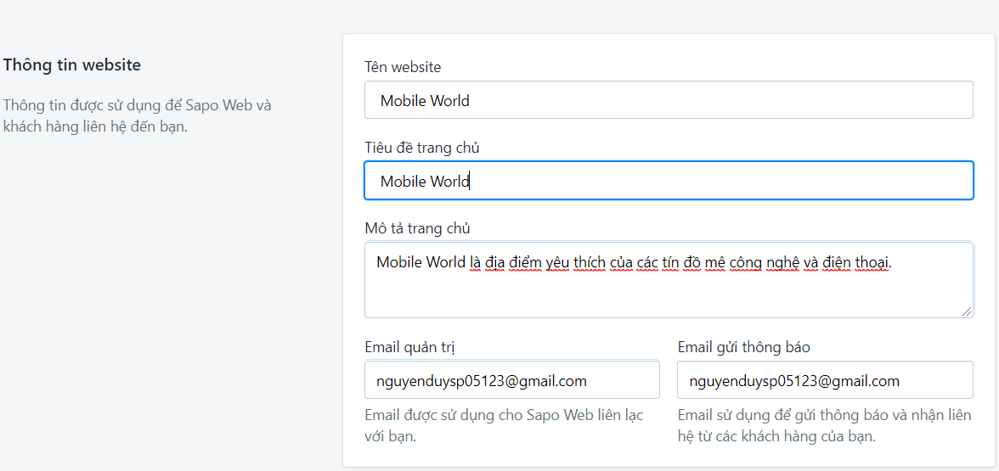 Thông tin website
Thông tin được sử dụng để Sapo Web và
khách hàng liên hệ đến bạn.
Tên website
Mobile World
Tiêu đề trang chủ
Mobile World
Mô tả trang chủ
Mobile World là địa điểm yêu thích của các tín đồ mê công nghệ và điện thoại.
Email quản trị
nguyenduysp05123@gmail.com
Email được sử dụng cho Sapo Web liên lạc
với bạn.
Email gửi thông báo
nguyenduysp05123@gmail.com
Email sử dụng để gửi thông báo và nhận liên
hệ từ các khách hàng của bạn.